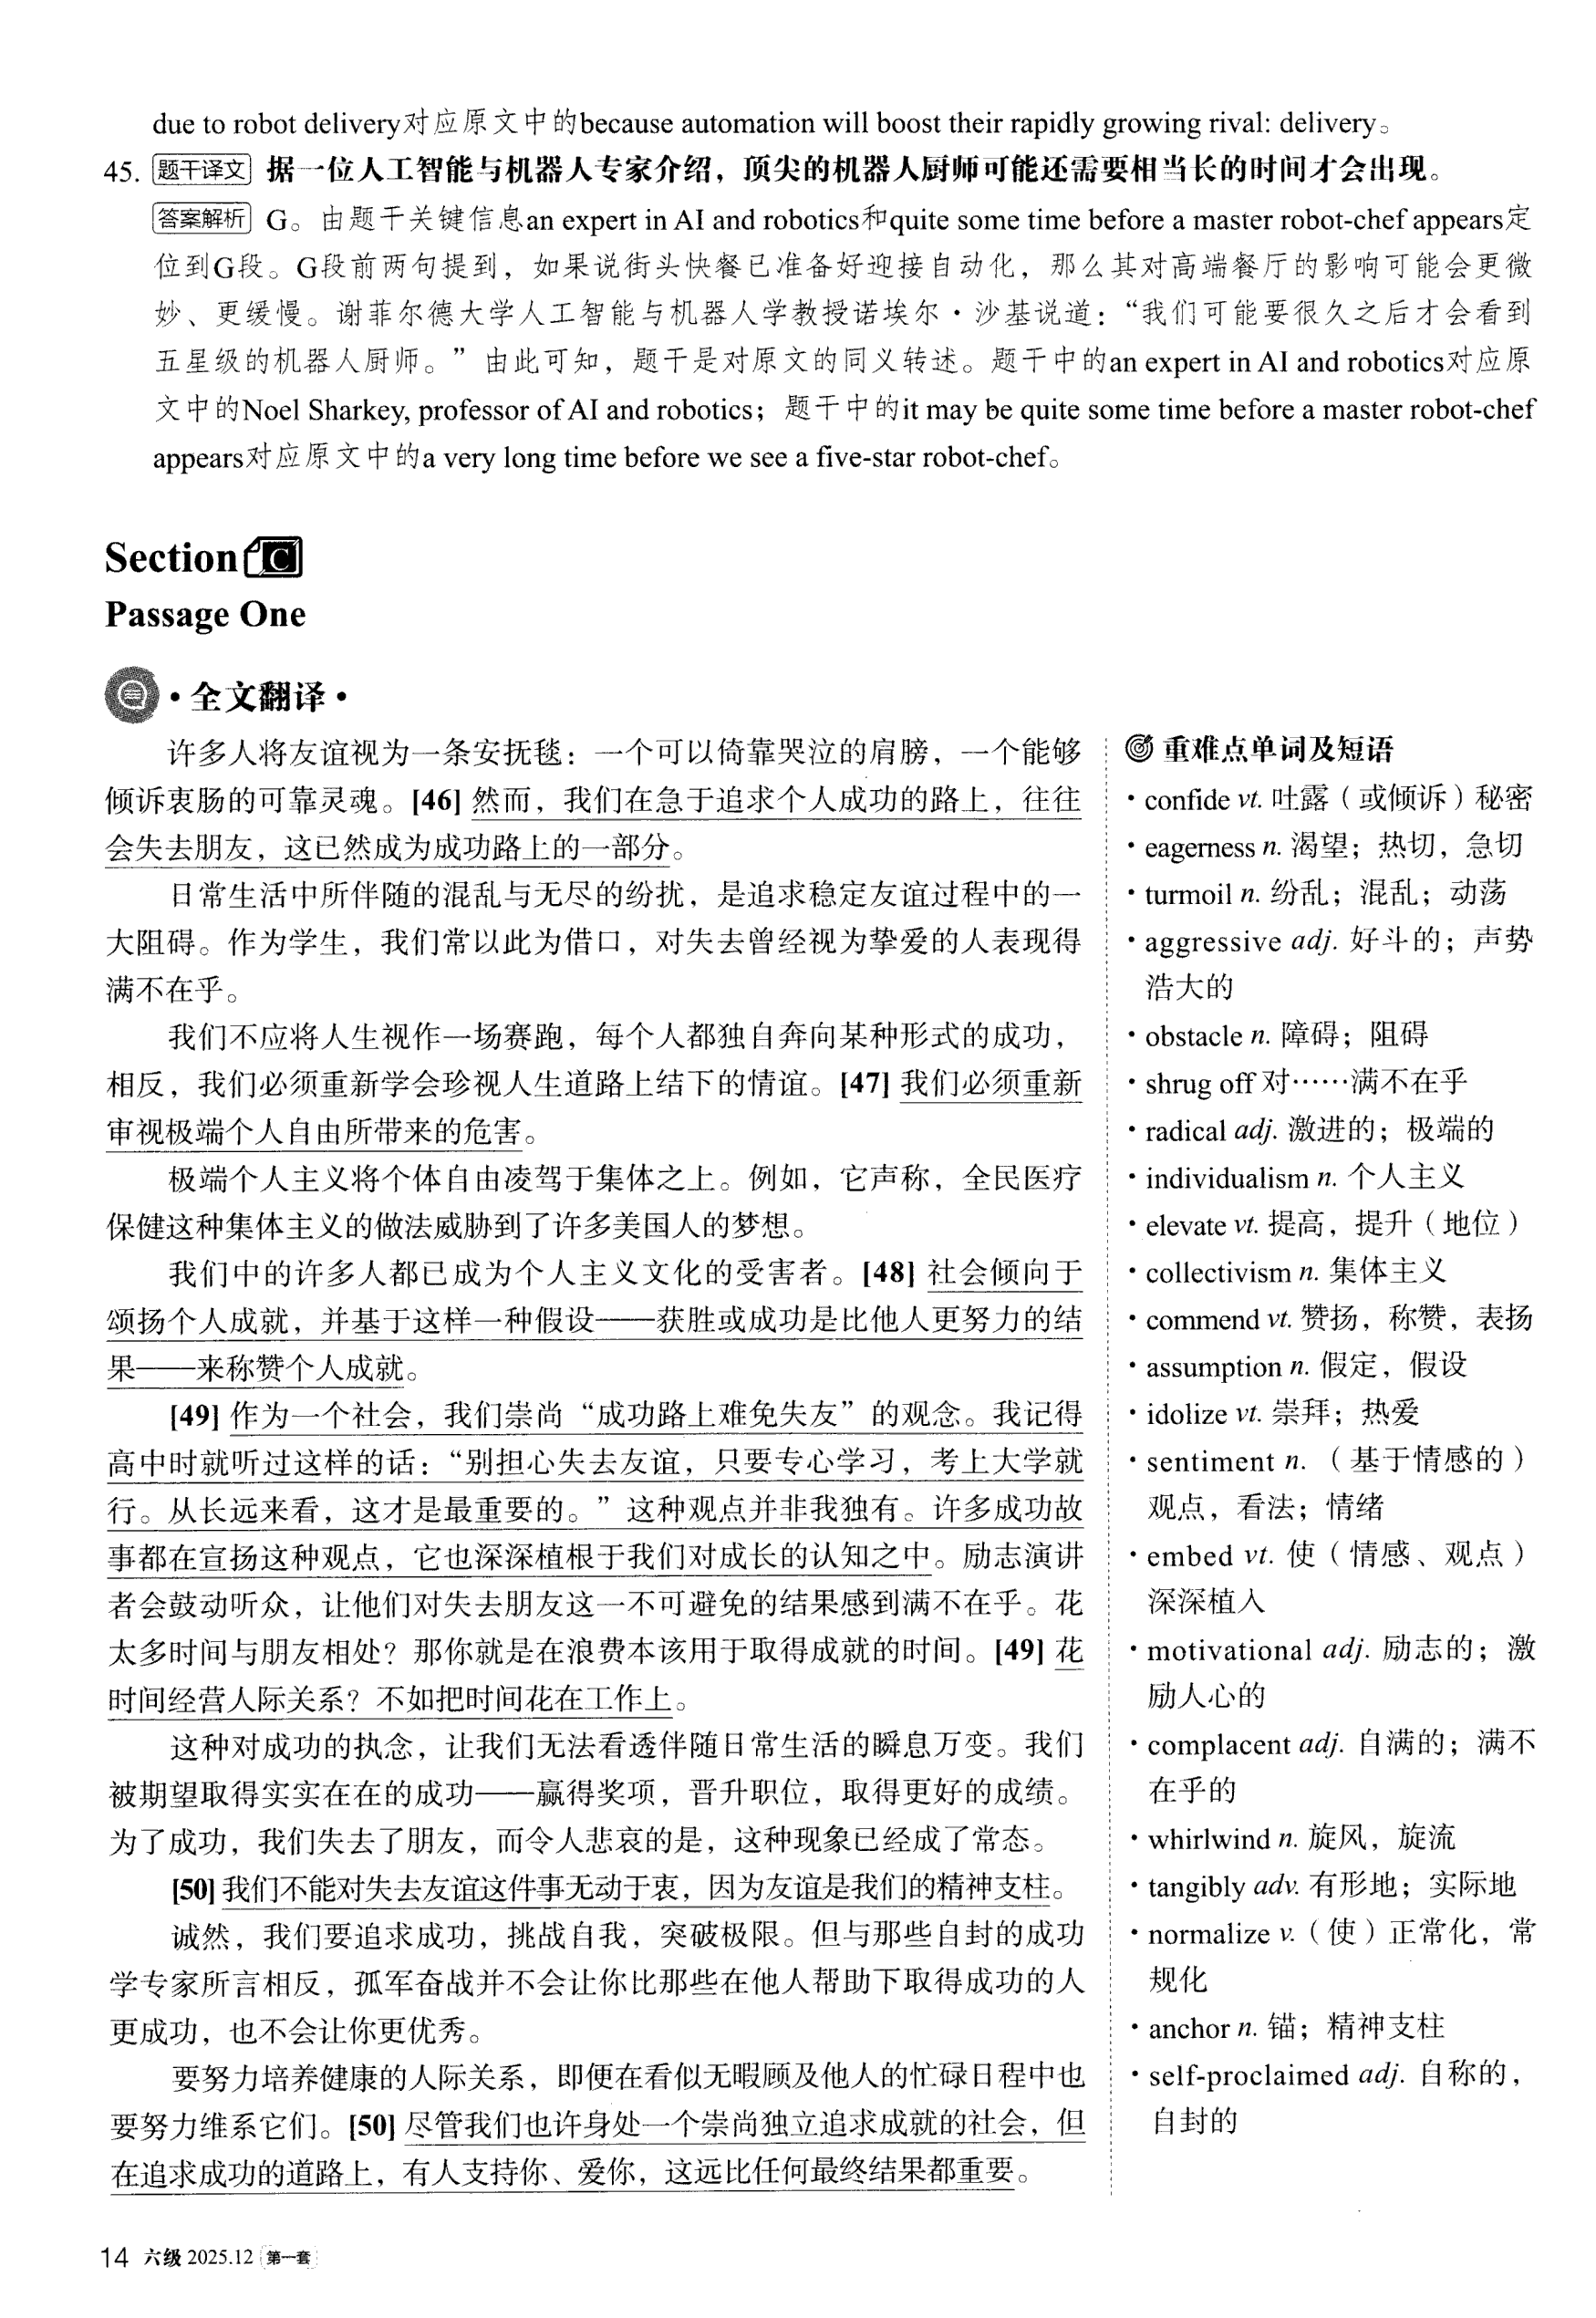 due to robot delivery对应原文中的because automation will boost their rapidly growing rival: delivery。
45. 题干译文 据一位人工智能与机器人专家介绍，顶尖的机器人厨师可能还需要相当长的时间才会出现。
答案解析 G。由题干关键信息an expert in AI and robotics和quite some time before a master robot-chef appears定
位到G段。G段前两句提到，如果说街头快餐已准备好迎接自动化，那么其对高端餐厅的影响可能会更微
妙、更缓慢。谢菲尔德大学人工智能与机器人学教授诺埃尔·沙基说道：“我们可能要很久之后才会看到
五星级的机器人厨师。”由此可知，题干是对原文的同义转述。题干中的an expert in AI and robotics对应原
文中的Noel Sharkey, professor of AI and robotics；题干中的it may be quite some time before a master robot-chef
appears对应原文中的a very long time before we see a five-star robot-chef。
Section C
Passage One
·全文翻译·
许多人将友谊视为一条安抚毯：一个可以倚靠哭泣的肩膀，一个能够
倾诉衷肠的可靠灵魂。[46] 然而，我们在急于追求个人成功的路上，往往
会失去朋友，这已然成为成功路上的一部分。
日常生活中所伴随的混乱与无尽的纷扰，是追求稳定友谊过程中的一
大阻碍。作为学生，我们常以此为借口，对失去曾经视为挚爱的人表现得
满不在乎。
我们不应将人生视作一场赛跑，每个人都独自奔向某种形式的成功，
相反，我们必须重新学会珍视人生道路上结下的情谊。[47] 我们必须重新
审视极端个人自由所带来的危害。
极端个人主义将个体自由凌驾于集体之上。例如，它声称，全民医疗
保健这种集体主义的做法威胁到了许多美国人的梦想。
我们中的许多人都已成为个人主义文化的受害者。[48] 社会倾向于
颂扬个人成就，并基于这样一种假设——获胜或成功是比他人更努力的结
果——来称赞个人成就。
[49] 作为一个社会，我们崇尚“成功路上难免失友”的观念。我记得
高中时就听过这样的话：“别担心失去友谊，只要专心学习，考上大学就
行。从长远来看，这才是最重要的。”这种观点并非我独有。许多成功故
事都在宣扬这种观点，它也深深植根于我们对成长的认知之中。励志演讲
者会鼓动听众，让他们对失去朋友这一不可避免的结果感到满不在乎。花
太多时间与朋友相处？那你就是在浪费本该用于取得成就的时间。[49] 花
时间经营人际关系？不如把时间花在工作上。
这种对成功的执念，让我们无法看透伴随日常生活的瞬息万变。我们
被期望取得实实在在的成功——赢得奖项，晋升职位，取得更好的成绩。
为了成功，我们失去了朋友，而令人悲哀的是，这种现象已经成了常态。
[50] 我们不能对失去友谊这件事无动于衷，因为友谊是我们的精神支柱。
诚然，我们要追求成功，挑战自我，突破极限。但与那些自封的成功
学专家所言相反，孤军奋战并不会让你比那些在他人帮助下取得成功的人
更成功，也不会让你更优秀。
要努力培养健康的人际关系，即便在看似无暇顾及他人的忙碌日程中也
要努力维系它们。[50] 尽管我们也许身处一个崇尚独立追求成就的社会，但
在追求成功的道路上，有人支持你、爱你，这远比任何最终结果都重要。
重难点单词及短语
·confide vt. 吐露（或倾诉）秘密
·eagerness n. 渴望；热切，急切
·turmoil n. 纷乱；混乱；动荡
·aggressive adj. 好斗的；声势
浩大的
·obstacle n. 障碍；阻碍
·shrug off 对……满不在乎
·radical adj. 激进的；极端的
·individualism n. 个人主义
·elevate vt. 提高，提升（地位）
·collectivism n. 集体主义
·commend vt. 赞扬，称赞，表扬
·assumption n. 假定，假设
·idolize vt. 崇拜；热爱
·sentiment n. （基于情感的）
观点，看法；情绪
·embed vt. 使（情感、观点）
深深植入
·motivational adj. 励志的；激
励人心的
·complacent adj. 自满的；满不
在乎的
·whirlwind n. 旋风，旋流
·tangibly adv. 有形地；实际地
·normalize v.（使）正常化，常
规化
·anchor n. 锚；精神支柱
·self-proclaimed adj. 自称的，
自封的
14 六级 2025.12 第一套